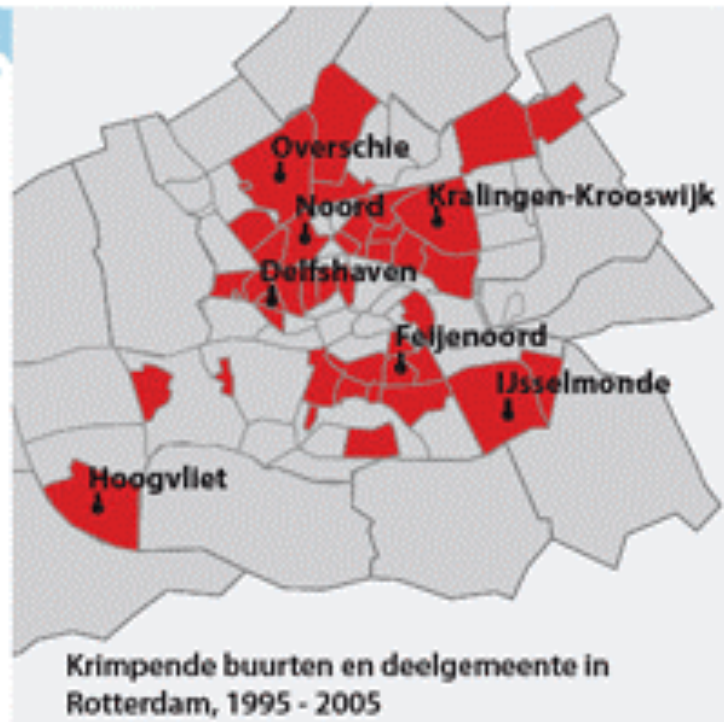 Overschie
Kralingen-Krooswijk
Noord
Delfshaven
Feijenoord
IJsselmonde
Hoogvliet
Krimpende buurten en deelgemeente in
Rotterdam, 1995 - 2005